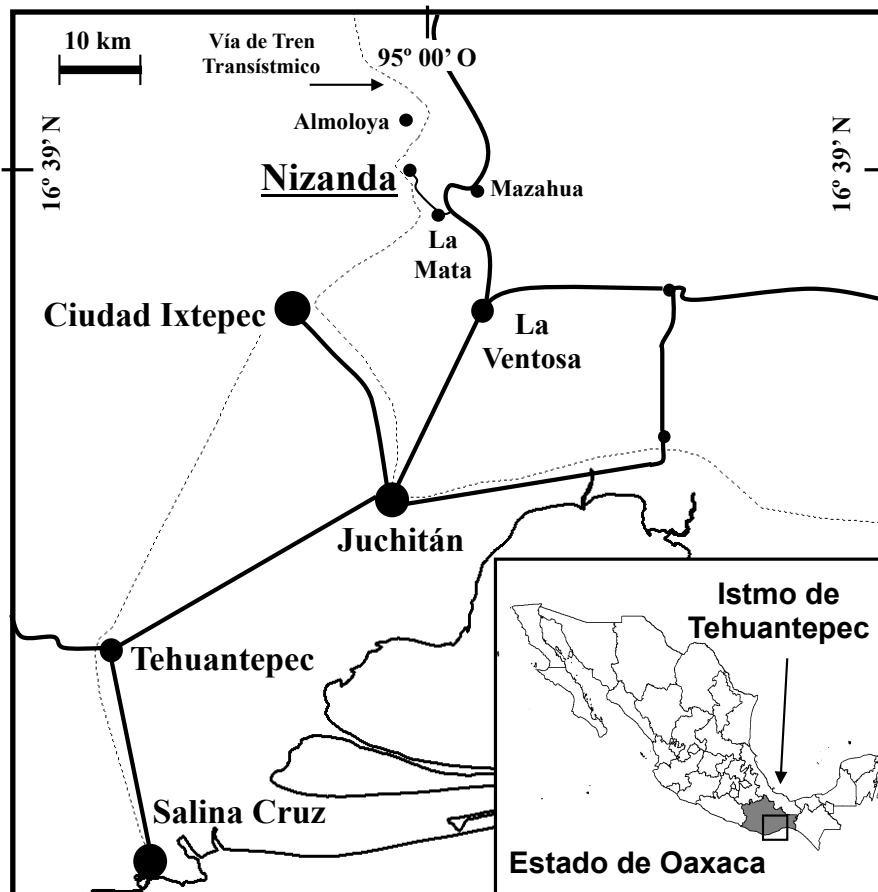 10 km
Vía de Tren
Transístmico
95º 00’ O
Almoloya
16º 39’ N
16º 39’ N
Nizanda
Mazahua
La
Mata
Ciudad Ixtepec
La
Ventosa
Juchitán
Istmo de
Tehuantepec
Tehuantepec
Salina Cruz
Estado de Oaxaca